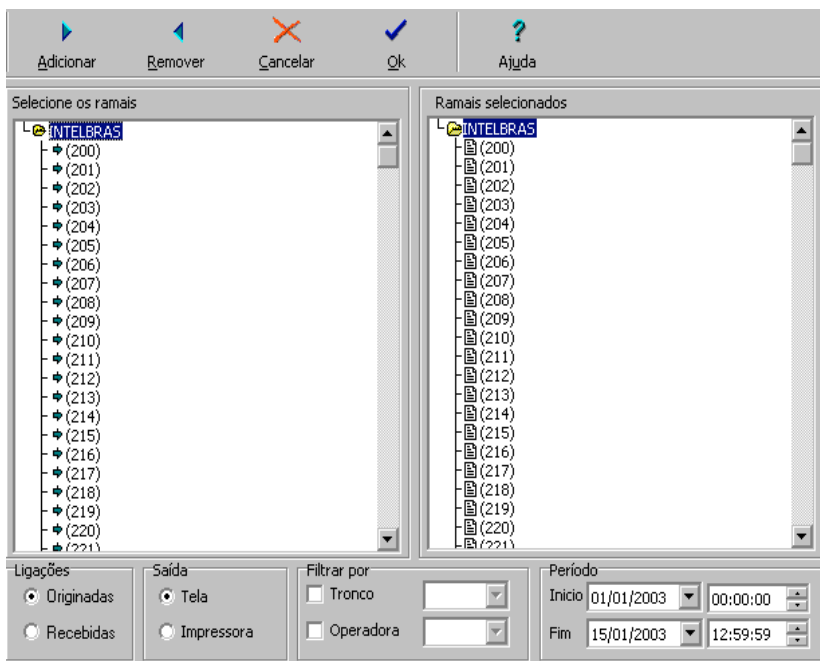 Adicionar Remover Cancelar Ok Ajuda
Selecione os ramais
INTELBRAS
(200)
(201)
(202)
(203)
(204)
(205)
(206)
(207)
(208)
(209)
(210)
(211)
(212)
(213)
(214)
(215)
(216)
(217)
(218)
(219)
(220)
(221)
Ramais selecionados
INTELBRAS
(200)
(201)
(202)
(203)
(204)
(205)
(206)
(207)
(208)
(209)
(210)
(211)
(212)
(213)
(214)
(215)
(216)
(217)
(218)
(219)
(220)
(221)
Ligações
Originadas
Recebidas
Saída
Tela
Impressora
Filtrar por
Tronco
Operadora
Período
Inicio 01/01/2003 00:00:00
Fim 15/01/2003 12:59:59